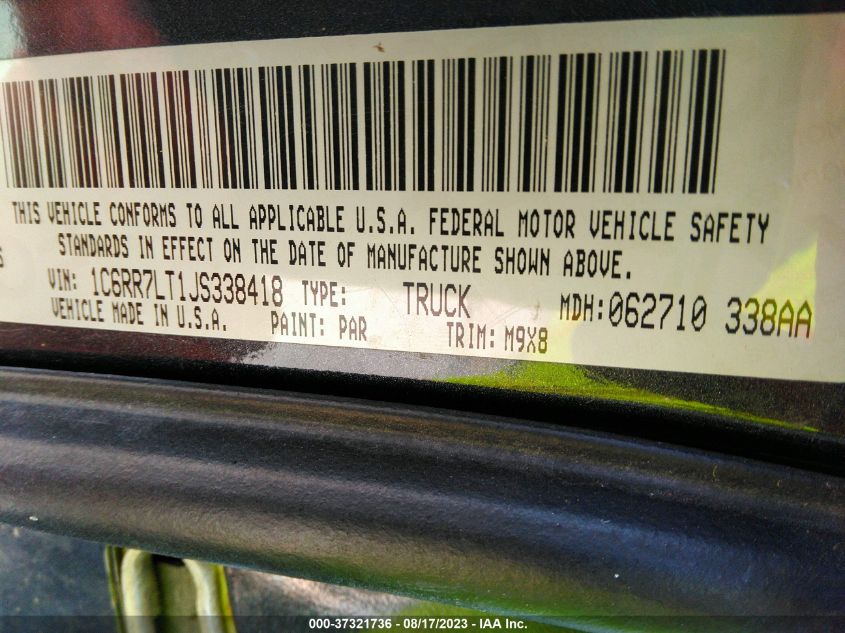 THIS VEHICLE CONFORMS TO ALL APPLICABLE U.S.A. FEDERAL MOTOR VEHICLE SAFETY
STANDARDS IN EFFECT ON THE DATE OF MANUFACTURE SHOWN ABOVE.
VIN: 1C6RR7LT1JS338418 TYPE: TRUCK MDH: 062710 338AA
VEHICLE MADE IN U.S.A. PAINT: PAR TRIM: M9X8
000-37321736 - 08/17/2023 - IAA Inc.